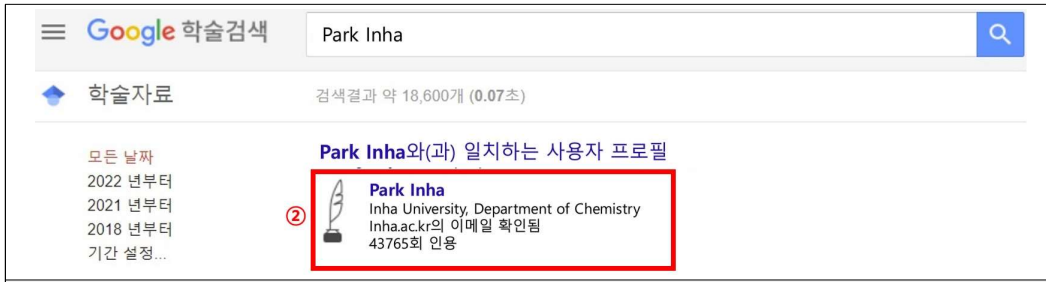 Google 학술검색
Park Inha
학술자료
검색결과 약 18,600개 (0.07초)
모든 날짜
2022 년부터
2021 년부터
2018 년부터
기간 설정...
Park Inha와(과) 일치하는 사용자 프로필
②
Park Inha
Inha University, Department of Chemistry
Inha.ac.kr의 이메일 확인됨
43765회 인용